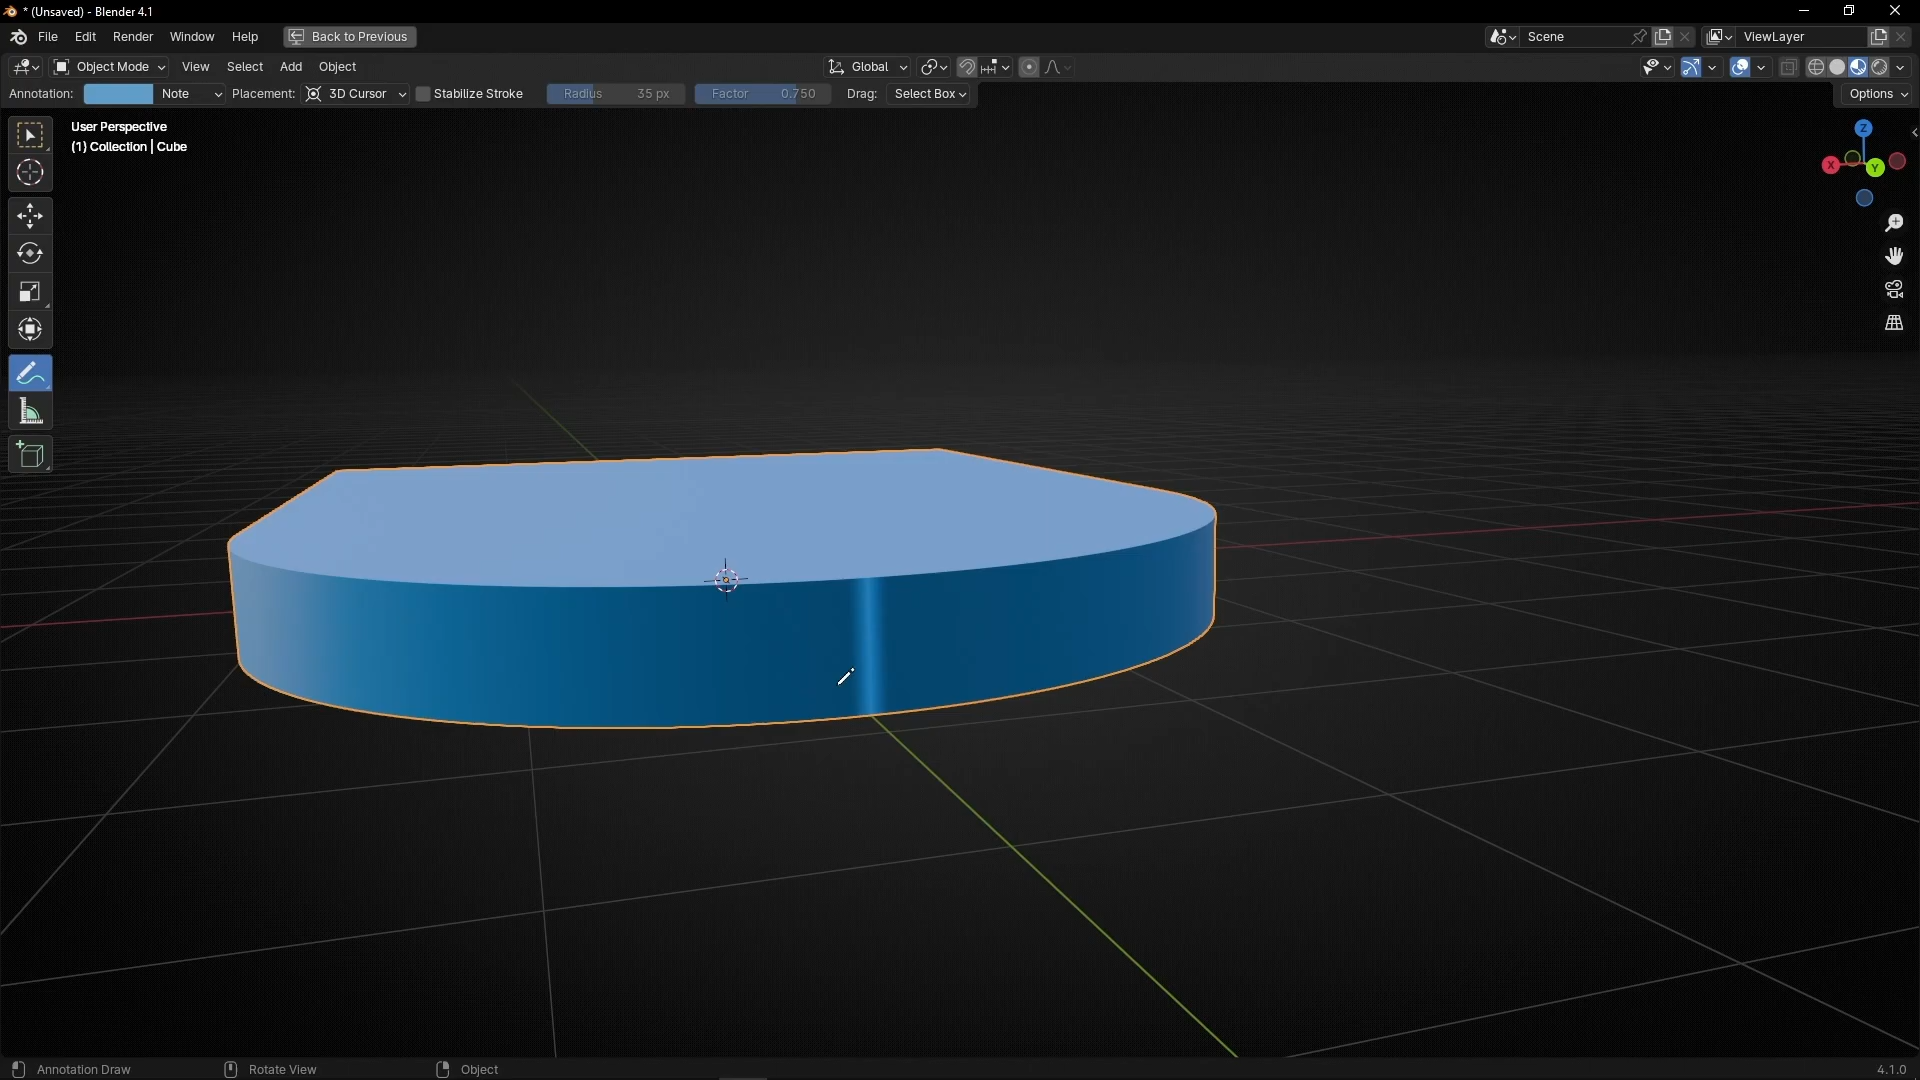 * (Unsaved) - Blender 4.1
File Edit Render Window Help Back to Previous Scene ViewLayer
Object Mode View Select Add Object Global
Annotation: Note Placement: 3D Cursor Stabilize Stroke Radius 35 px Factor 0.750 Drag: Select Box Options
User Perspective
(1) Collection | Cube
Z
X
Y
Annotation Draw Rotate View Object 4.1.0